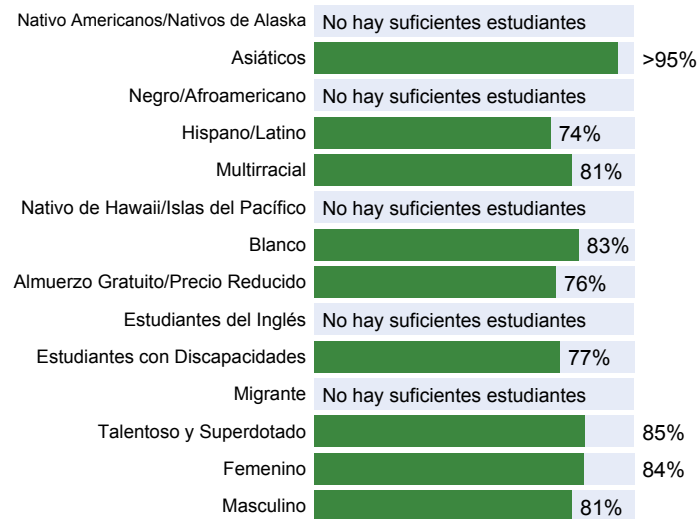 Nativo Americanos/Nativos de Alaska No hay suficientes estudiantes
Asiáticos >95%
Negro/Afroamericano No hay suficientes estudiantes
Hispano/Latino 74%
Multirracial 81%
Nativo de Hawaii/Islas del Pacífico No hay suficientes estudiantes
Blanco 83%
Almuerzo Gratuito/Precio Reducido 76%
Estudiantes del Inglés No hay suficientes estudiantes
Estudiantes con Discapacidades 77%
Migrante No hay suficientes estudiantes
Talentoso y Superdotado 85%
Femenino 84%
Masculino 81%